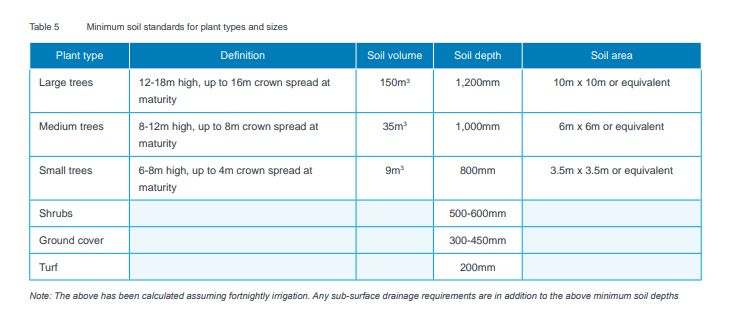 Table 5 Minimum soil standards for plant types and sizes
Plant type Definition Soil volume Soil depth Soil area
Large trees 12-18m high, up to 16m crown spread at 150m³ 1,200mm 10m x 10m or equivalent
maturity
Medium trees 8-12m high, up to 8m crown spread at 35m³ 1,000mm 6m x 6m or equivalent
maturity
Small trees 6-8m high, up to 4m crown spread at 9m³ 800mm 3.5m x 3.5m or equivalent
maturity
Shrubs 500-600mm
Ground cover 300-450mm
Turf 200mm
Note: The above has been calculated assuming fortnightly irrigation. Any sub-surface drainage requirements are in addition to the above minimum soil depths